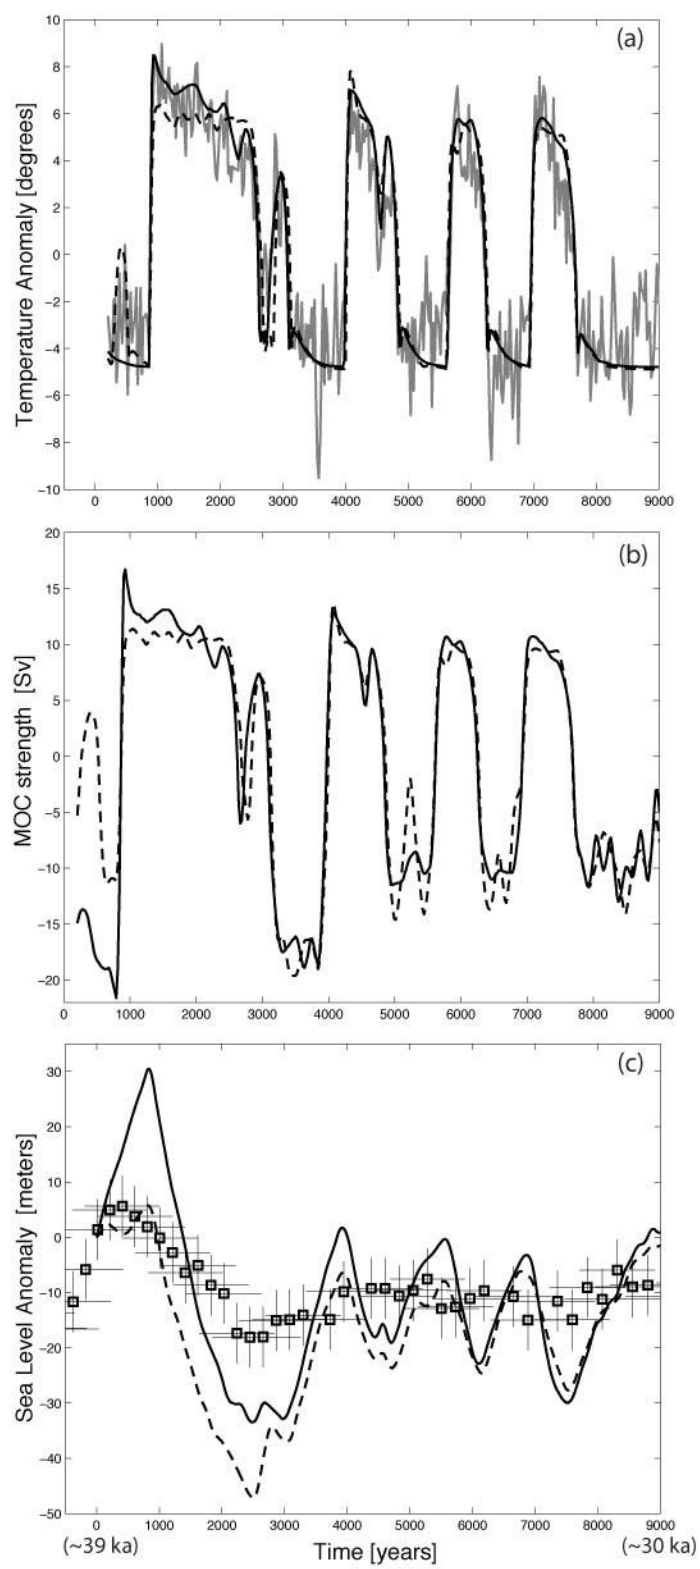 (a)
Temperature Anomaly [degrees]
10
8
6
4
2
0
−2
−4
−6
−8
−10
0 1000 2000 3000 4000 5000 6000 7000 8000 9000
(b)
MOC strength [Sv]
20
15
10
5
0
−5
−10
−15
−20
0 1000 2000 3000 4000 5000 6000 7000 8000 9000
(c)
Sea Level Anomaly [meters]
30
20
10
0
−10
−20
−30
−40
−50
0 1000 2000 3000 4000 5000 6000 7000 8000 9000
(~39 ka) Time [years] (~30 ka)